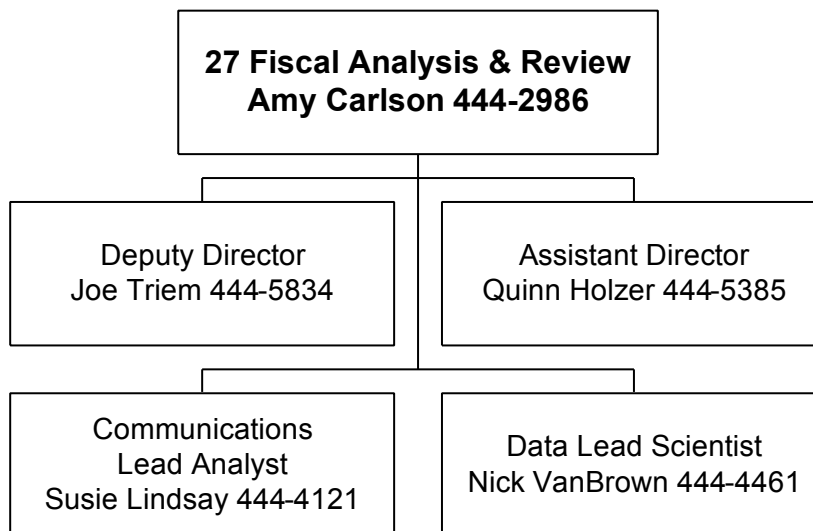 27 Fiscal Analysis & Review
Amy Carlson 444-2986
Deputy Director
Joe Triem 444-5834
Assistant Director
Quinn Holzer 444-5385
Communications
Lead Analyst
Susie Lindsay 444-4121
Data Lead Scientist
Nick VanBrown 444-4461